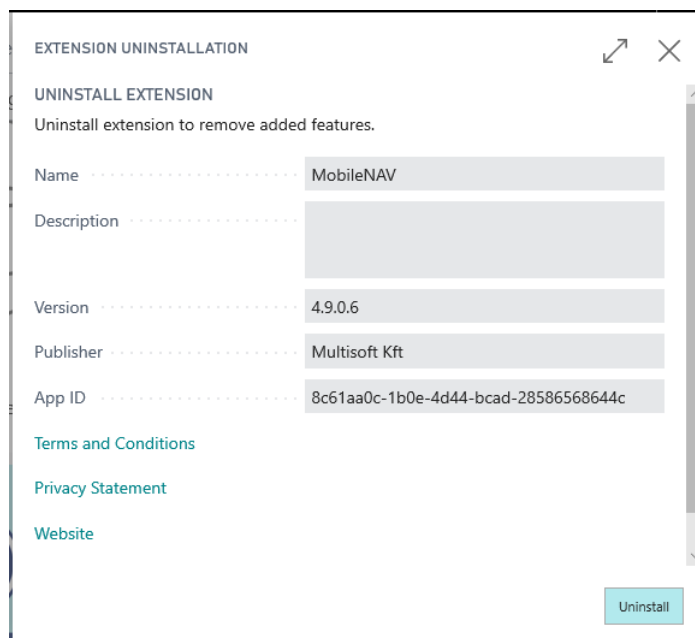 EXTENSION UNINSTALLATION
UNINSTALL EXTENSION
Uninstall extension to remove added features.
Name MobileNAV
Description
Version 4.9.0.6
Publisher Multisoft Kft
App ID 8c61aa0c-1b0e-4d44-bcad-28586568644c
Terms and Conditions
Privacy Statement
Website
Uninstall